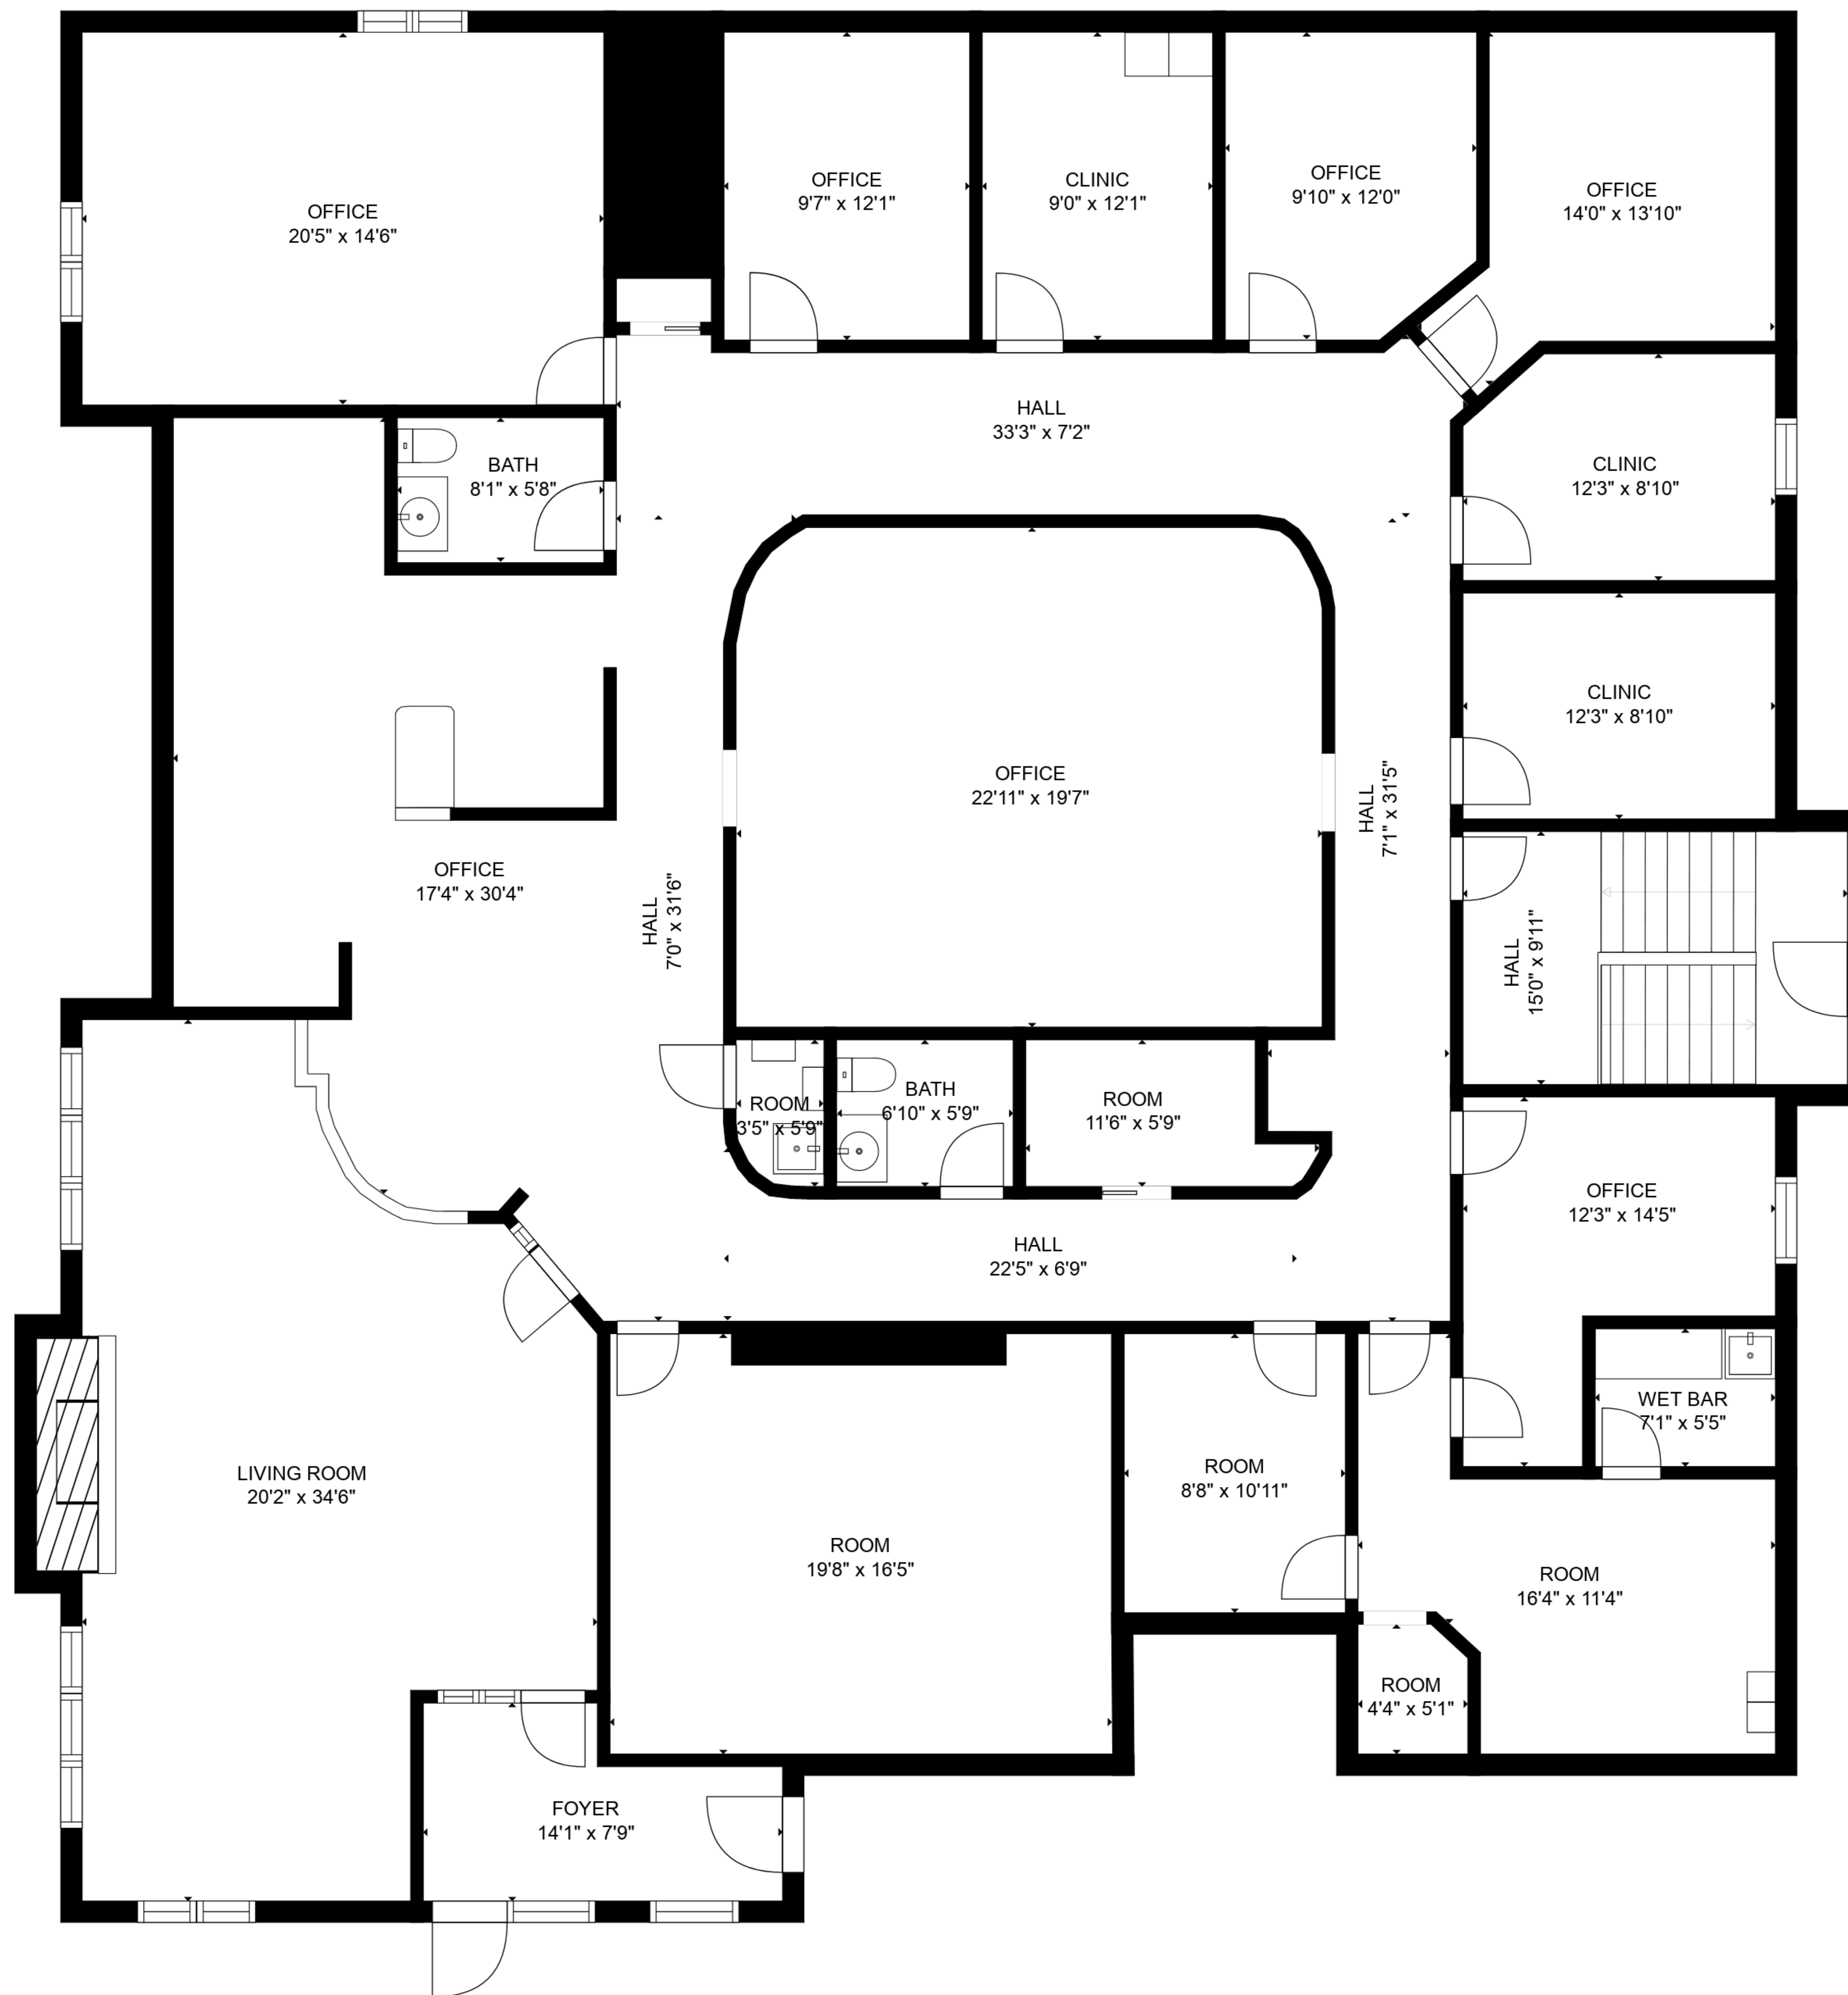 OFFICE
20'5" x 14'6"
OFFICE
9'7" x 12'1"
CLINIC
9'0" x 12'1"
OFFICE
9'10" x 12'0"
OFFICE
14'0" x 13'10"
HALL
33'3" x 7'2"
BATH
8'1" x 5'8"
CLINIC
12'3" x 8'10"
CLINIC
12'3" x 8'10"
OFFICE
22'11" x 19'7"
HALL
7'1" x 31'5"
OFFICE
17'4" x 30'4"
HALL
7'0" x 31'6"
HALL
15'0" x 9'11"
ROOM
3'5" x 5'9"
BATH
6'10" x 5'9"
ROOM
11'6" x 5'9"
OFFICE
12'3" x 14'5"
HALL
22'5" x 6'9"
WET BAR
7'1" x 5'5"
LIVING ROOM
20'2" x 34'6"
ROOM
8'8" x 10'11"
ROOM
19'8" x 16'5"
ROOM
16'4" x 11'4"
ROOM
4'4" x 5'1"
FOYER
14'1" x 7'9"